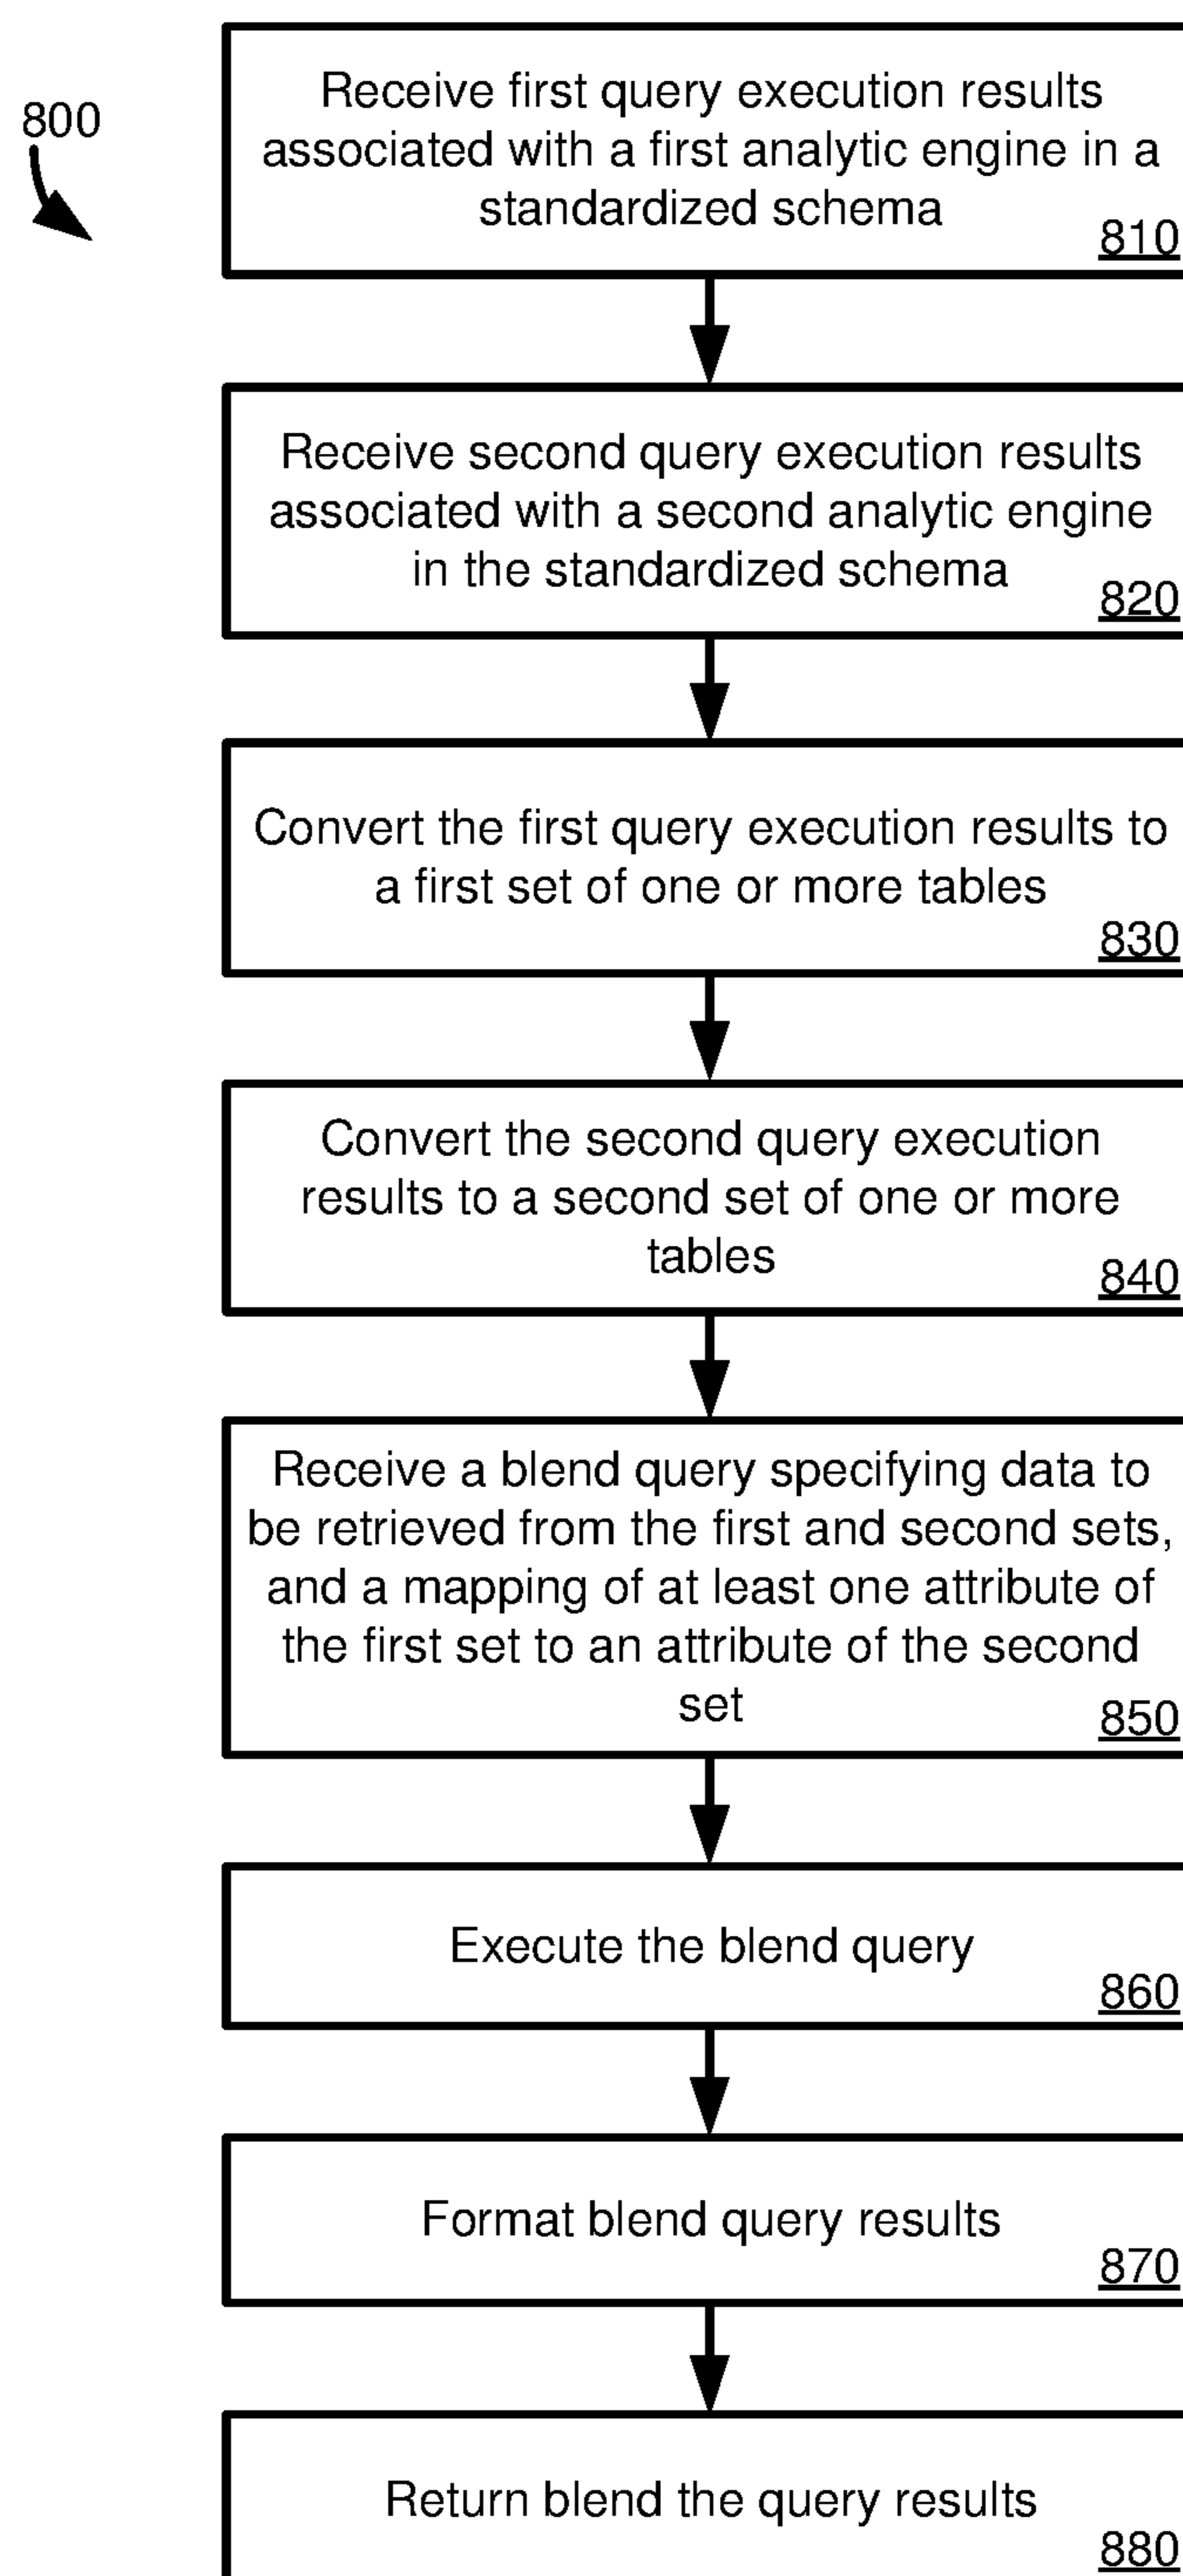 800
Receive first query execution results
associated with a first analytic engine in a
standardized schema
810
Receive second query execution results
associated with a second analytic engine
in the standardized schema
820
Convert the first query execution results to
a first set of one or more tables
830
Convert the second query execution
results to a second set of one or more
tables
840
Receive a blend query specifying data to
be retrieved from the first and second sets,
and a mapping of at least one attribute of
the first set to an attribute of the second
set
850
Execute the blend query
860
Format blend query results
870
Return blend the query results
880